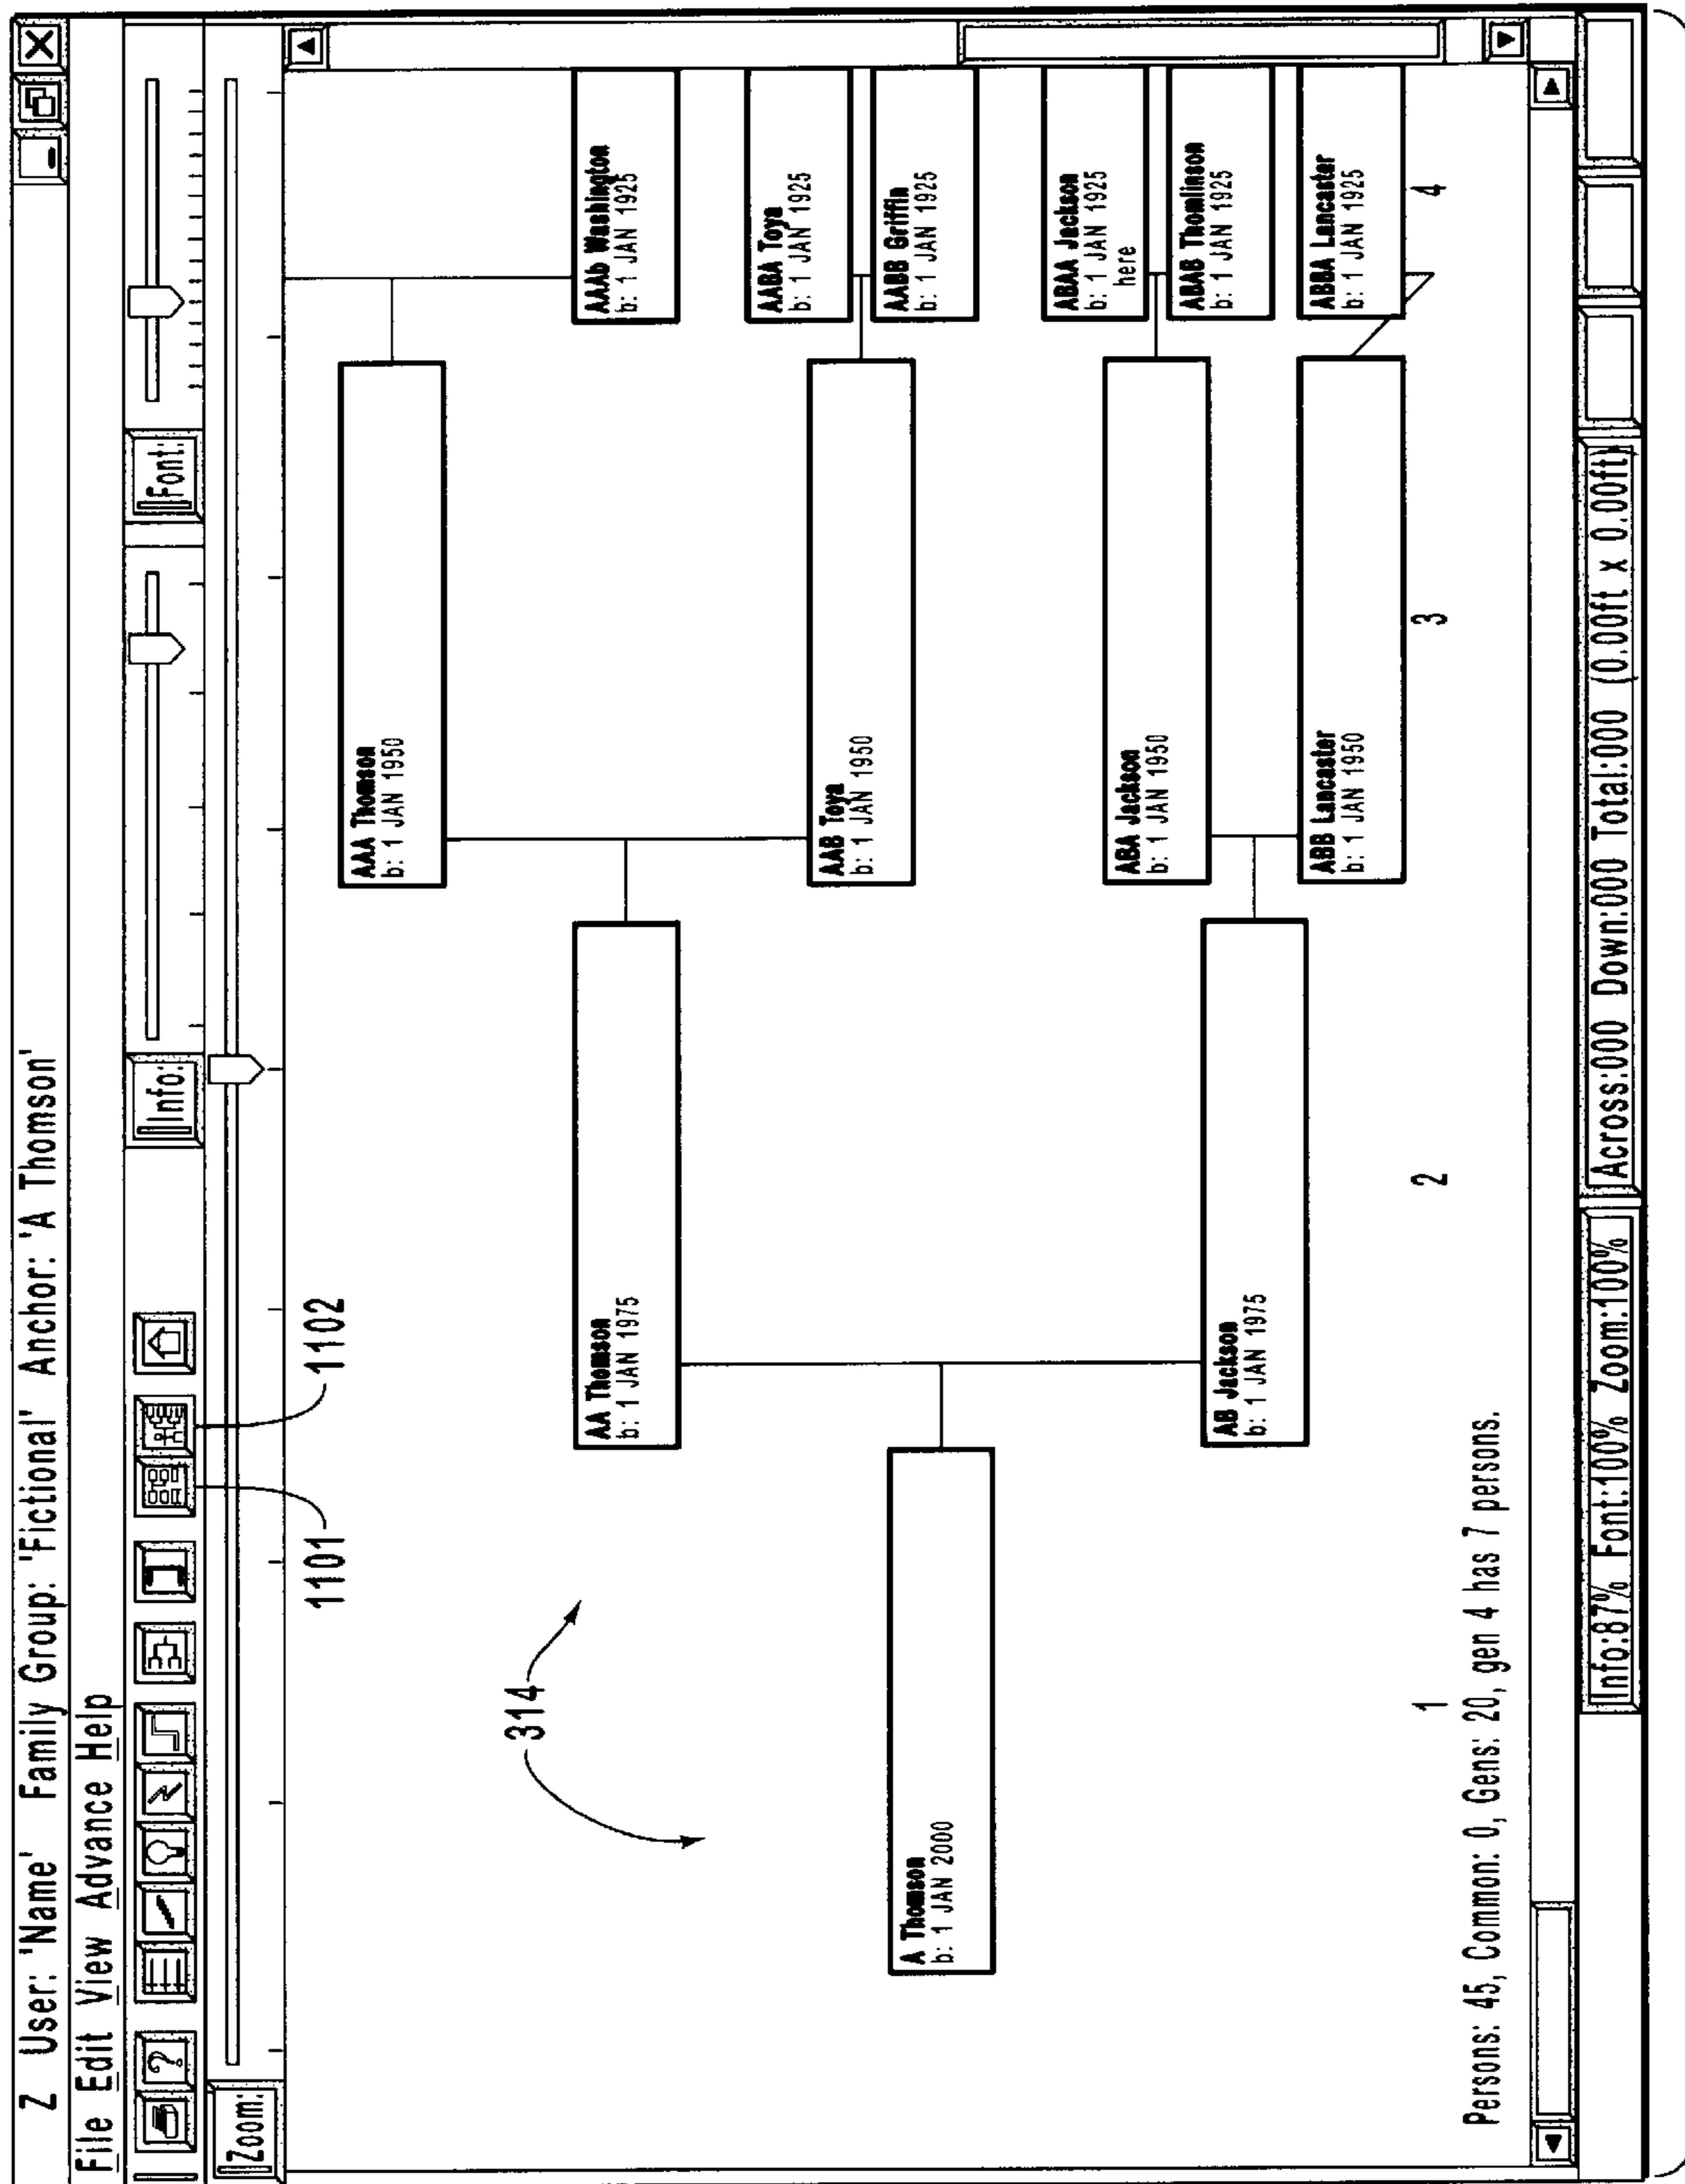 Z User: 'Name' Family Group: 'Fictional' Anchor: 'A Thomson'
File Edit View Advance Help
?
Info:
Font:
Zoom:
1101
1102
314
A Thomson
b: 1 JAN 2000
AA Thomson
b: 1 JAN 1975
AB Jackson
b: 1 JAN 1975
AAA Thomson
b: 1 JAN 1950
AAB Toya
b: 1 JAN 1950
ABA Jackson
b: 1 JAN 1950
ABB Lancaster
b: 1 JAN 1950
AAAb Washington
b: 1 JAN 1925
AABA Toya
b: 1 JAN 1925
AABB Griffin
b: 1 JAN 1925
ABAA Jackson
b: 1 JAN 1925
here
ABAB Thomlinson
b: 1 JAN 1925
ABBA Lancaster
b: 1 JAN 1925
1 2 3 4
Persons: 45, Common: 0, Gens: 20, gen 4 has 7 persons.
Info:87% Font:100% Zoom:100% Across:000 Down:000 Total:000 (0.00ft x 0.00ft)